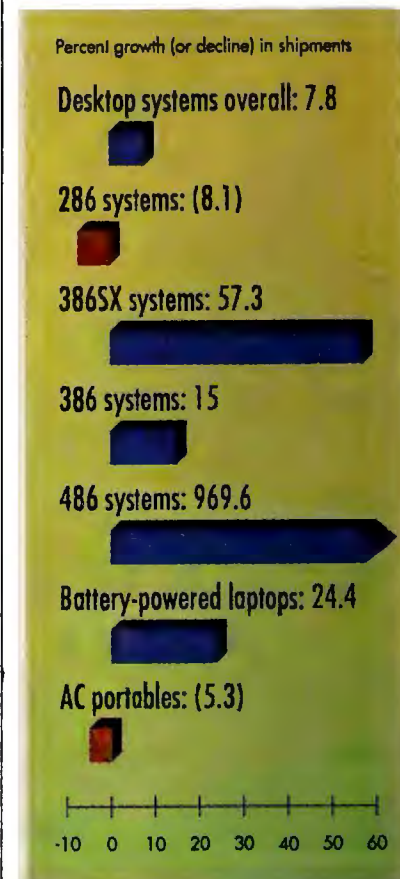 Percent growth (or decline) in shipments
Desktop systems overall: 7.8
286 systems: (8.1)
386SX systems: 57.3
386 systems: 15
486 systems: 969.6
Battery-powered laptops: 24.4
AC portables: (5.3)
-10 0 10 20 30 40 50 60